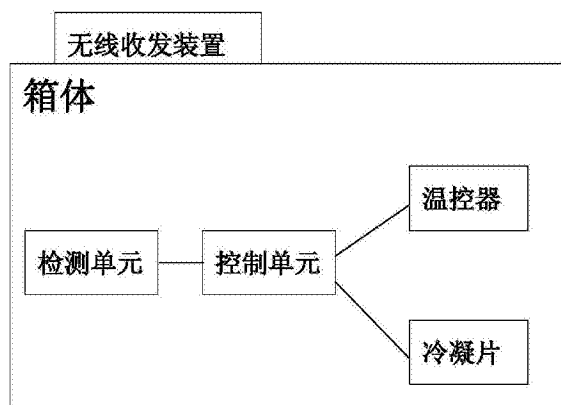 无线收发装置
箱体
温控器
检测单元
控制单元
冷凝片